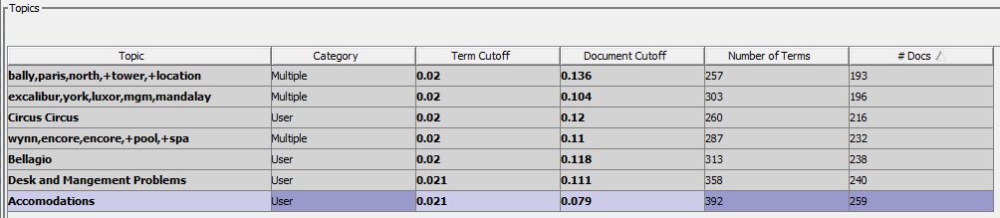 Topics
Topic Category Term Cutoff Document Cutoff Number of Terms # Docs
bally,paris,north,+tower,+location Multiple 0.02 0.136 257 193
excalibur,york,luxor,mgm,mandalay Multiple 0.02 0.104 303 196
Circus Circus User 0.02 0.12 260 216
wynn,encore,encore,+pool,+spa Multiple 0.02 0.11 287 232
Bellagio User 0.02 0.118 313 238
Desk and Mangement Problems User 0.021 0.111 358 240
Accomodations User 0.021 0.079 392 259